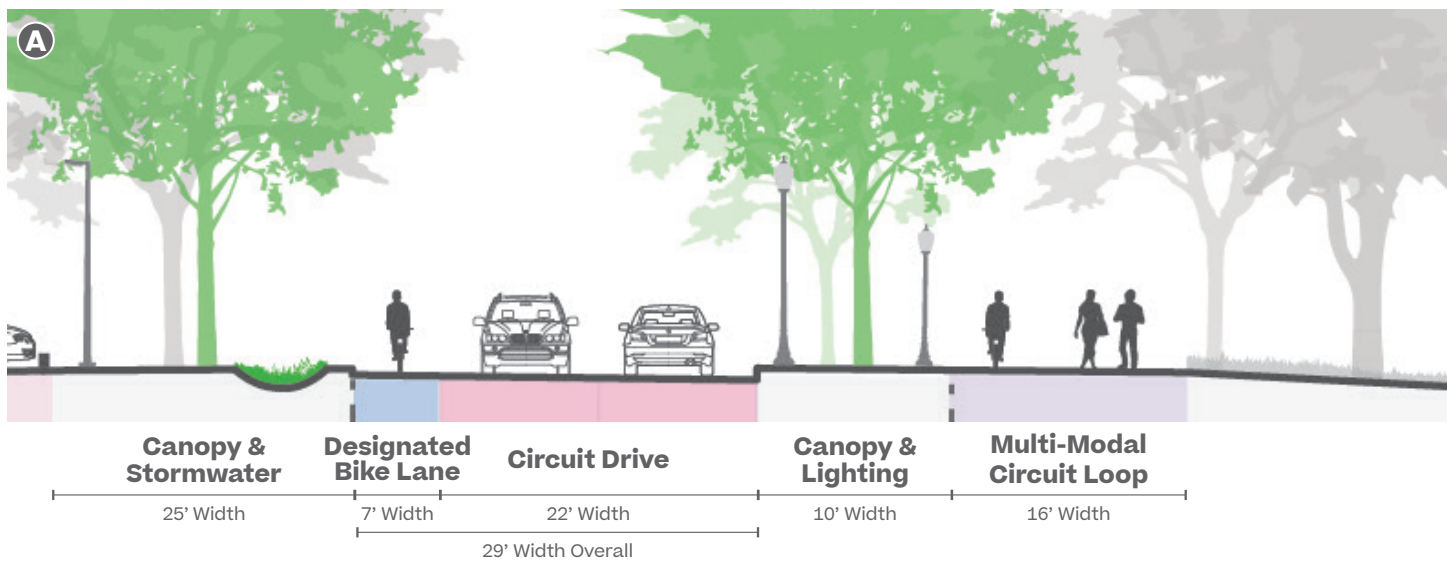 A
Canopy &
Stormwater
Designated
Bike Lane
Circuit Drive
Canopy &
Lighting
Multi-Modal
Circuit Loop
25’ Width
7’ Width
22’ Width
10’ Width
16’ Width
29’ Width Overall